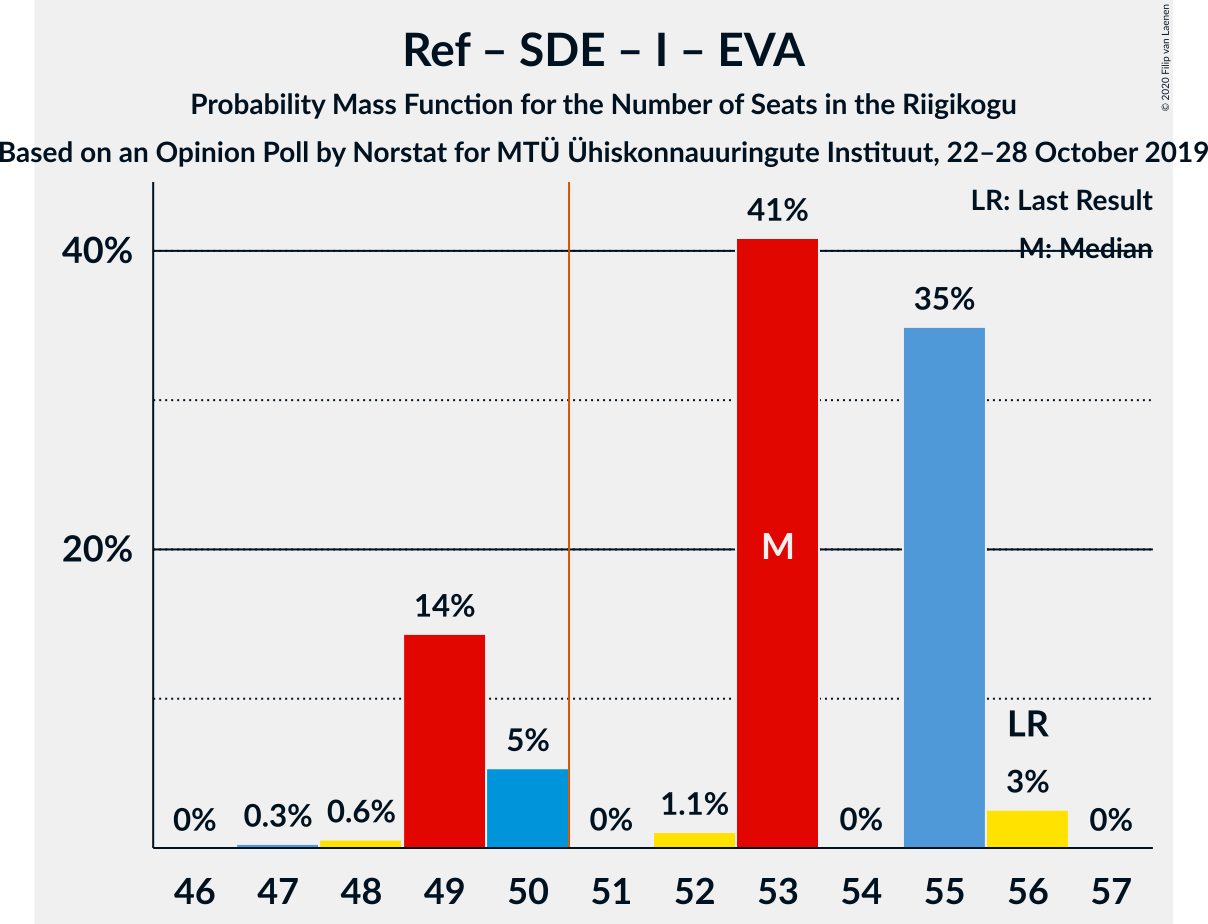 Ref – SDE – I – EVA
Probability Mass Function for the Number of Seats in the Riigikogu
Based on an Opinion Poll by Norstat for MTÜ Ühiskonnauuringute Instituut, 22–28 October 2019
© 2020 Filip van Laenen
LR: Last Result
M: Median
40%
20%
0%
0.3%
0.6%
14%
5%
0%
1.1%
41%
M
0%
35%
LR
3%
0%
46 47 48 49 50 51 52 53 54 55 56 57